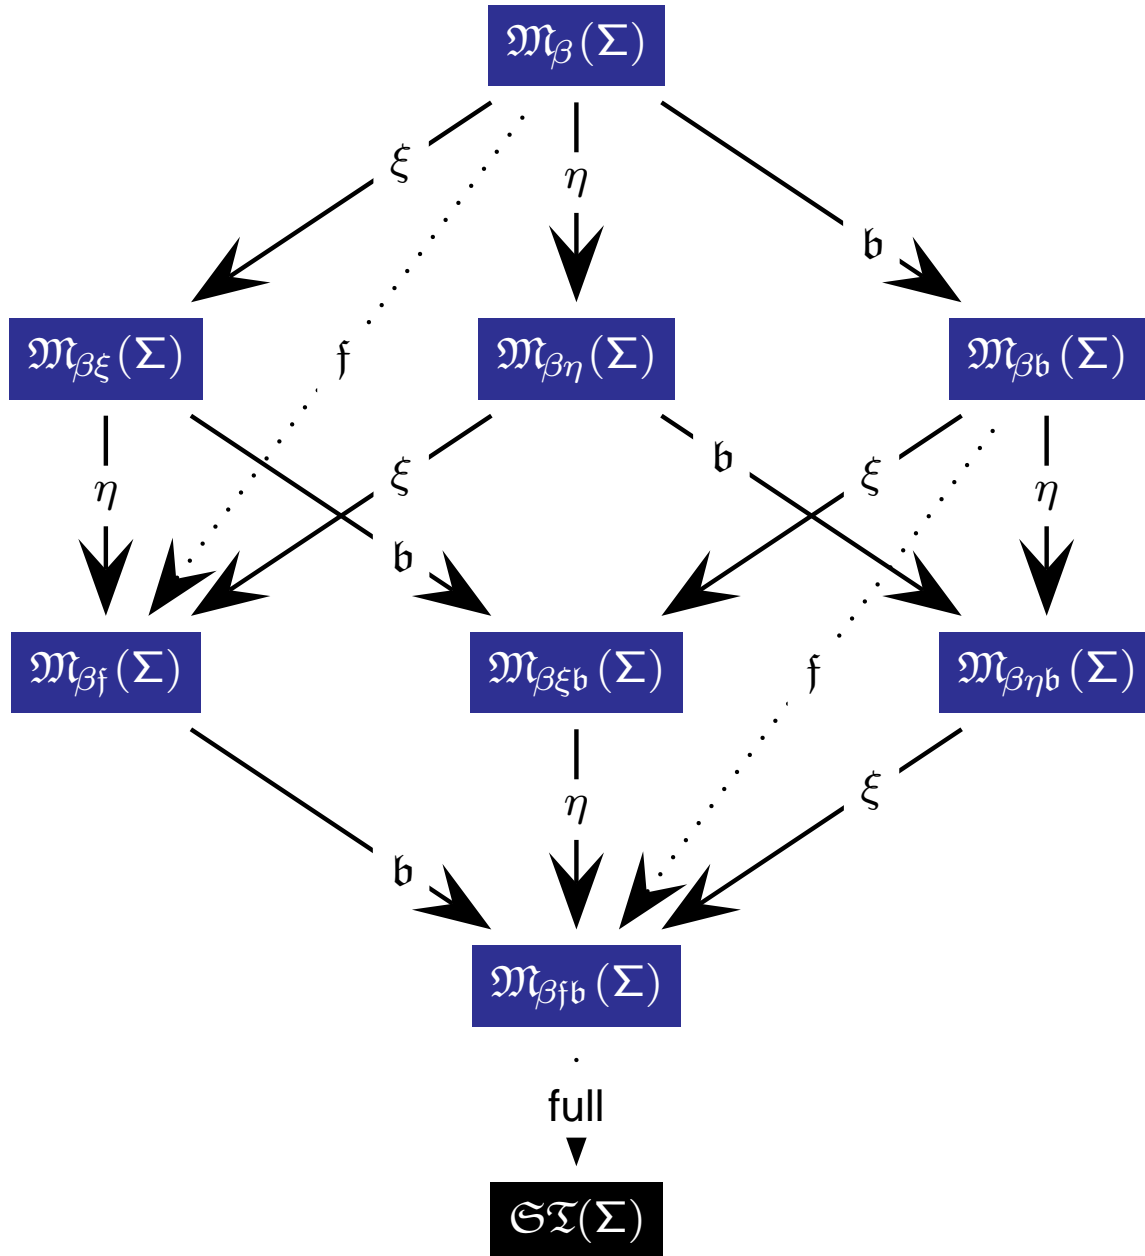 𝔐β(Σ)
ξ
η
𝔟
𝔐βξ(Σ)
𝔣
𝔐βη(Σ)
𝔐β𝔟(Σ)
η
𝔟
ξ
𝔟
ξ
η
𝔐β𝔣(Σ)
𝔐βξ𝔟(Σ)
𝔣
𝔐βη𝔟(Σ)
𝔟
η
ξ
𝔐β𝔣𝔟(Σ)
full
𝔖𝔗(Σ)